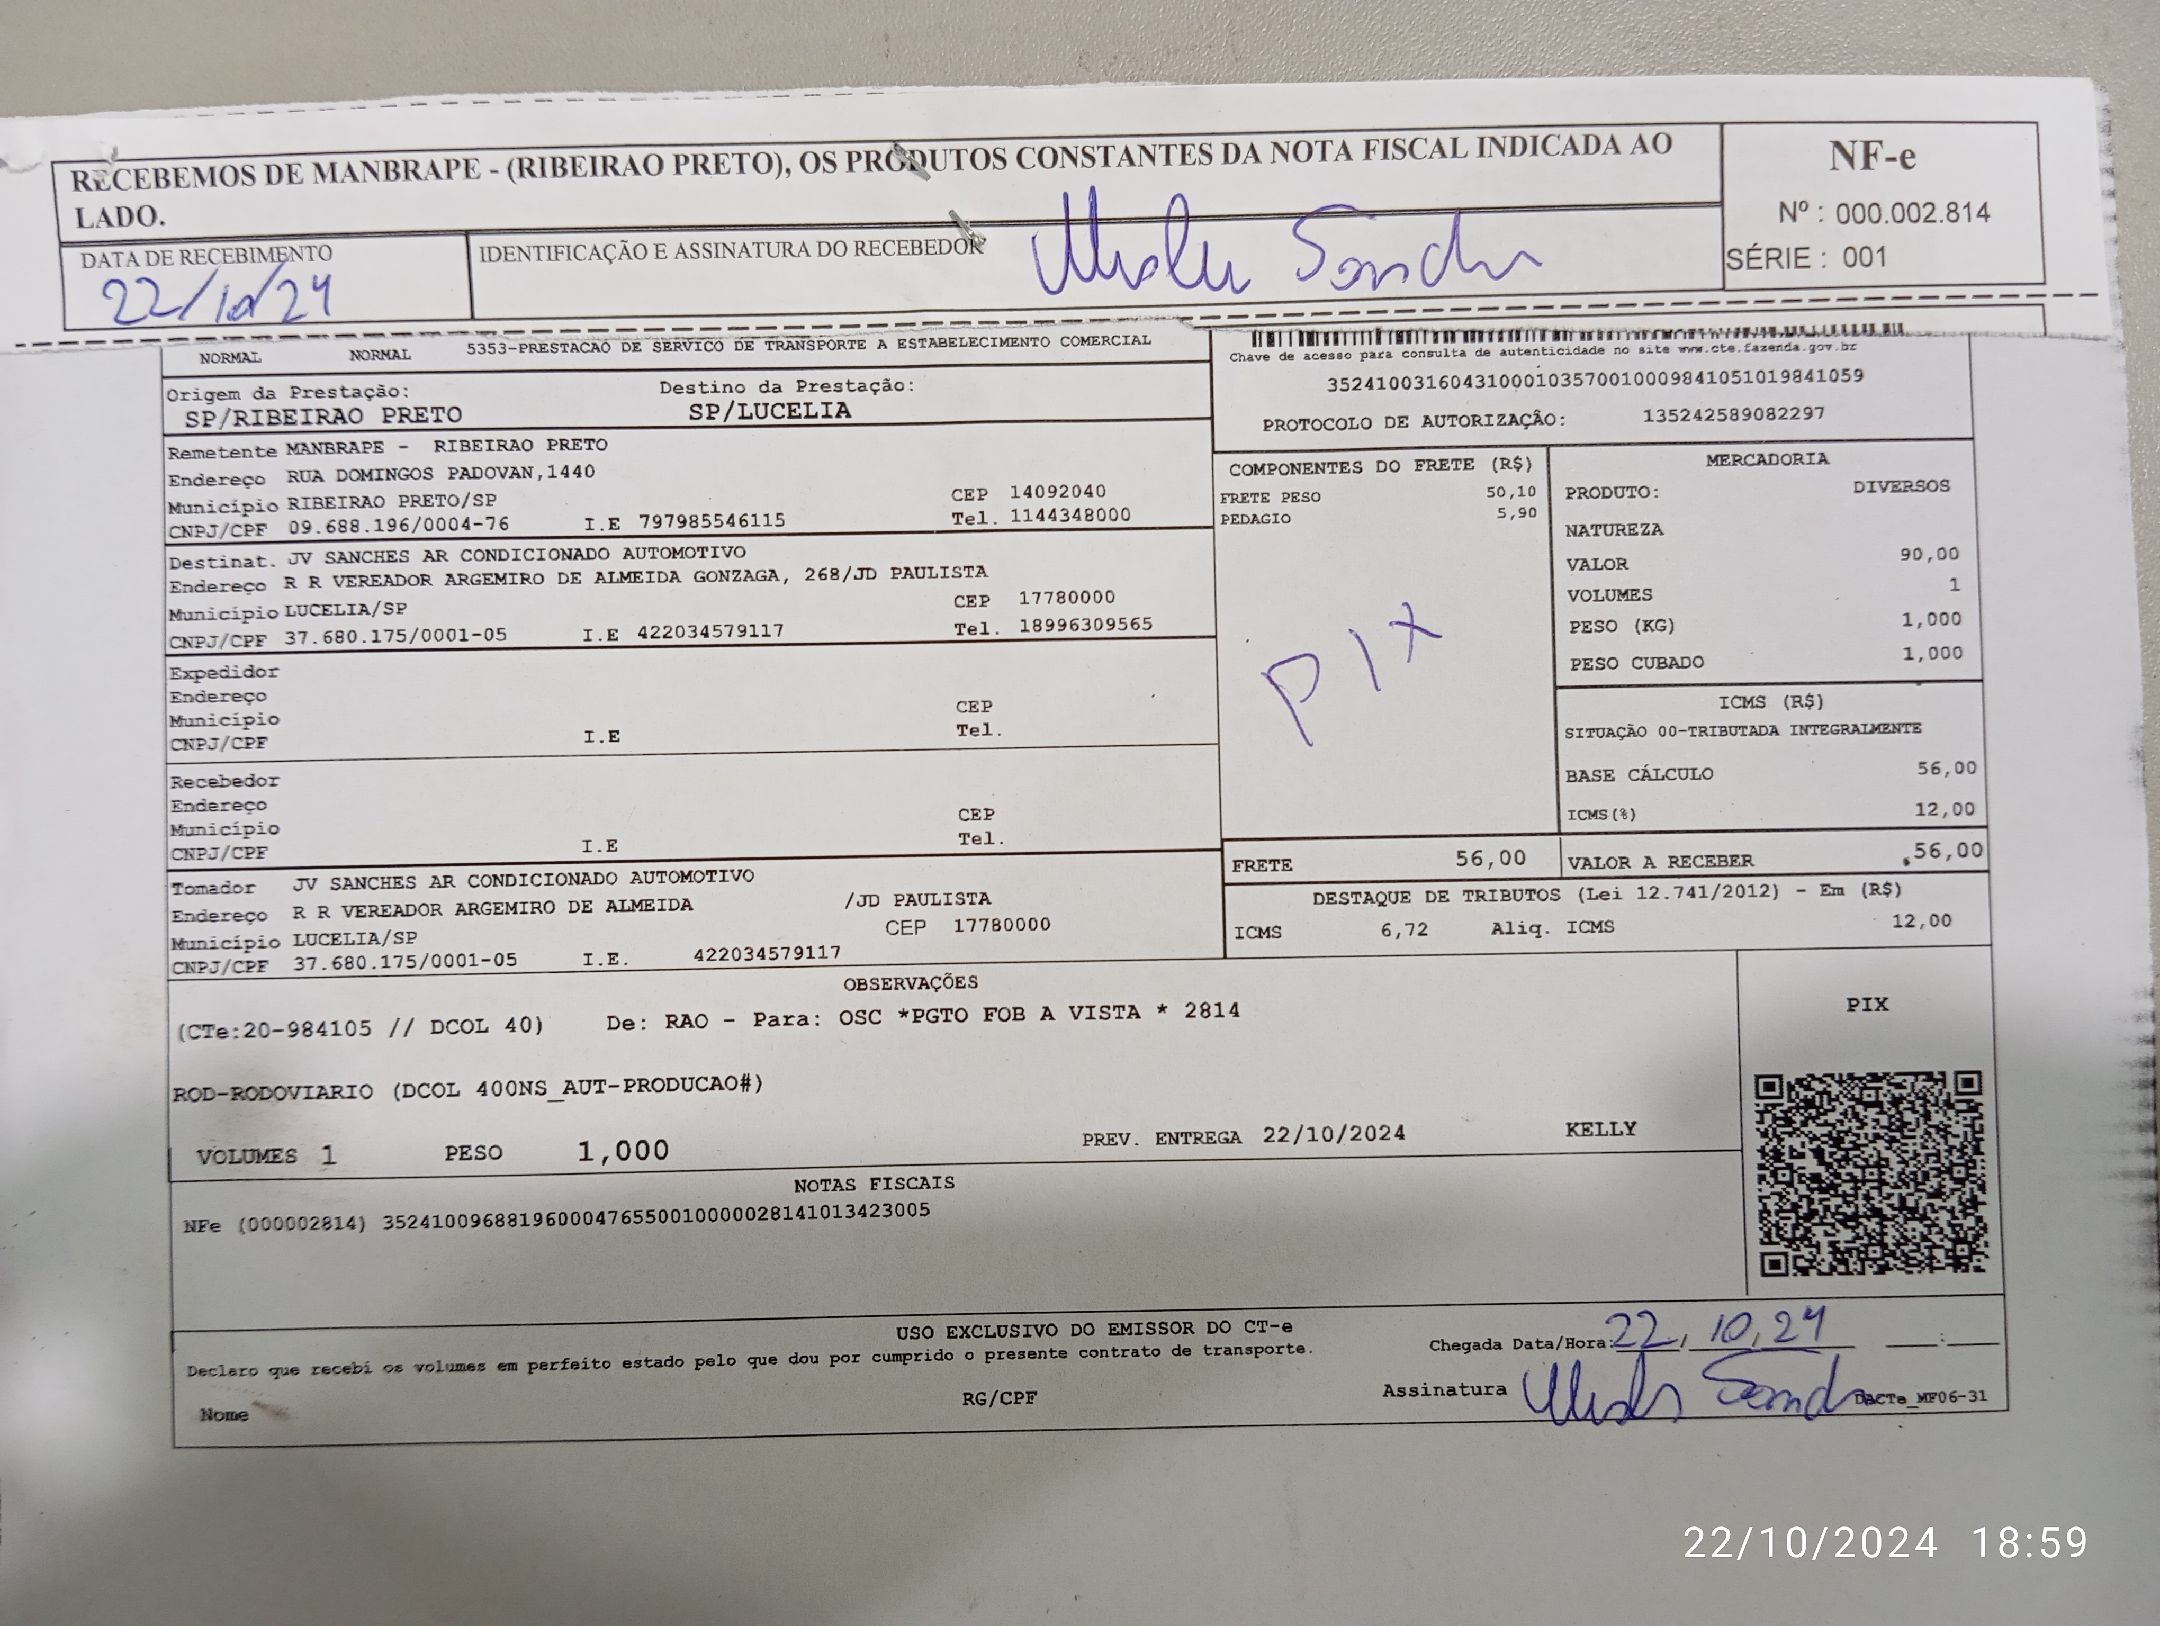 RECEBEMOS DE MANBRAPE - (RIBEIRAO PRETO), OS PRODUTOS CONSTANTES DA NOTA FISCAL INDICADA AO
LADO.
NF-e
Nº : 000.002.814
SÉRIE : 001
DATA DE RECEBIMENTO
22/10/24
IDENTIFICAÇÃO E ASSINATURA DO RECEBEDOR
NORMAL NORMAL 5353-PRESTACAO DE SERVICO DE TRANSPORTE A ESTABELECIMENTO COMERCIAL
Chave de acesso para consulta de autenticidade no site www.cte.fazenda.gov.br
35241003160431000103570010009841051019841059
PROTOCOLO DE AUTORIZAÇÃO: 135242589082297
Origem da Prestação: Destino da Prestação:
SP/RIBEIRAO PRETO SP/LUCELIA
Remetente MANBRAPE - RIBEIRAO PRETO
Endereço RUA DOMINGOS PADOVAN,1440
Município RIBEIRAO PRETO/SP CEP 14092040
CNPJ/CPF 09.688.196/0004-76 I.E 797985546115 Tel. 1144348000
Destinat. JV SANCHES AR CONDICIONADO AUTOMOTIVO
Endereço R R VEREADOR ARGEMIRO DE ALMEIDA GONZAGA, 268/JD PAULISTA
Município LUCELIA/SP CEP 17780000
CNPJ/CPF 37.680.175/0001-05 I.E 422034579117 Tel. 18996309565
Expedidor
Endereço
Município CEP
CNPJ/CPF I.E Tel.
Recebedor
Endereço
Município CEP
CNPJ/CPF I.E Tel.
Tomador JV SANCHES AR CONDICIONADO AUTOMOTIVO
Endereço R R VEREADOR ARGEMIRO DE ALMEIDA /JD PAULISTA
Município LUCELIA/SP CEP 17780000
CNPJ/CPF 37.680.175/0001-05 I.E. 422034579117
COMPONENTES DO FRETE (R$)
FRETE PESO 50,10
PEDAGIO 5,90
PIX
MERCADORIA
PRODUTO: DIVERSOS
NATUREZA
VALOR 90,00
VOLUMES 1
PESO (KG) 1,000
PESO CUBADO 1,000
ICMS (R$)
SITUAÇÃO 00-TRIBUTADA INTEGRALMENTE
BASE CÁLCULO 56,00
ICMS(%) 12,00
FRETE 56,00 VALOR A RECEBER 56,00
DESTAQUE DE TRIBUTOS (Lei 12.741/2012) - Em (R$)
ICMS 6,72 Aliq. ICMS 12,00
OBSERVAÇÕES
(CTe:20-984105 // DCOL 40) De: RAO - Para: OSC *PGTO FOB A VISTA * 2814
ROD-RODOVIARIO (DCOL 400NS_AUT-PRODUCAO#)
VOLUMES 1 PESO 1,000 PREV. ENTREGA 22/10/2024 KELLY
PIX
NOTAS FISCAIS
NFe (000002814) 35241009688196000476550010000028141013423005
USO EXCLUSIVO DO EMISSOR DO CT-e
Declaro que recebi os volumes em perfeito estado pelo que dou por cumprido o presente contrato de transporte.
Chegada Data/Hora: 22/10,24 :
Nome RG/CPF Assinatura DACTe_MF06-31
22/10/2024 18:59